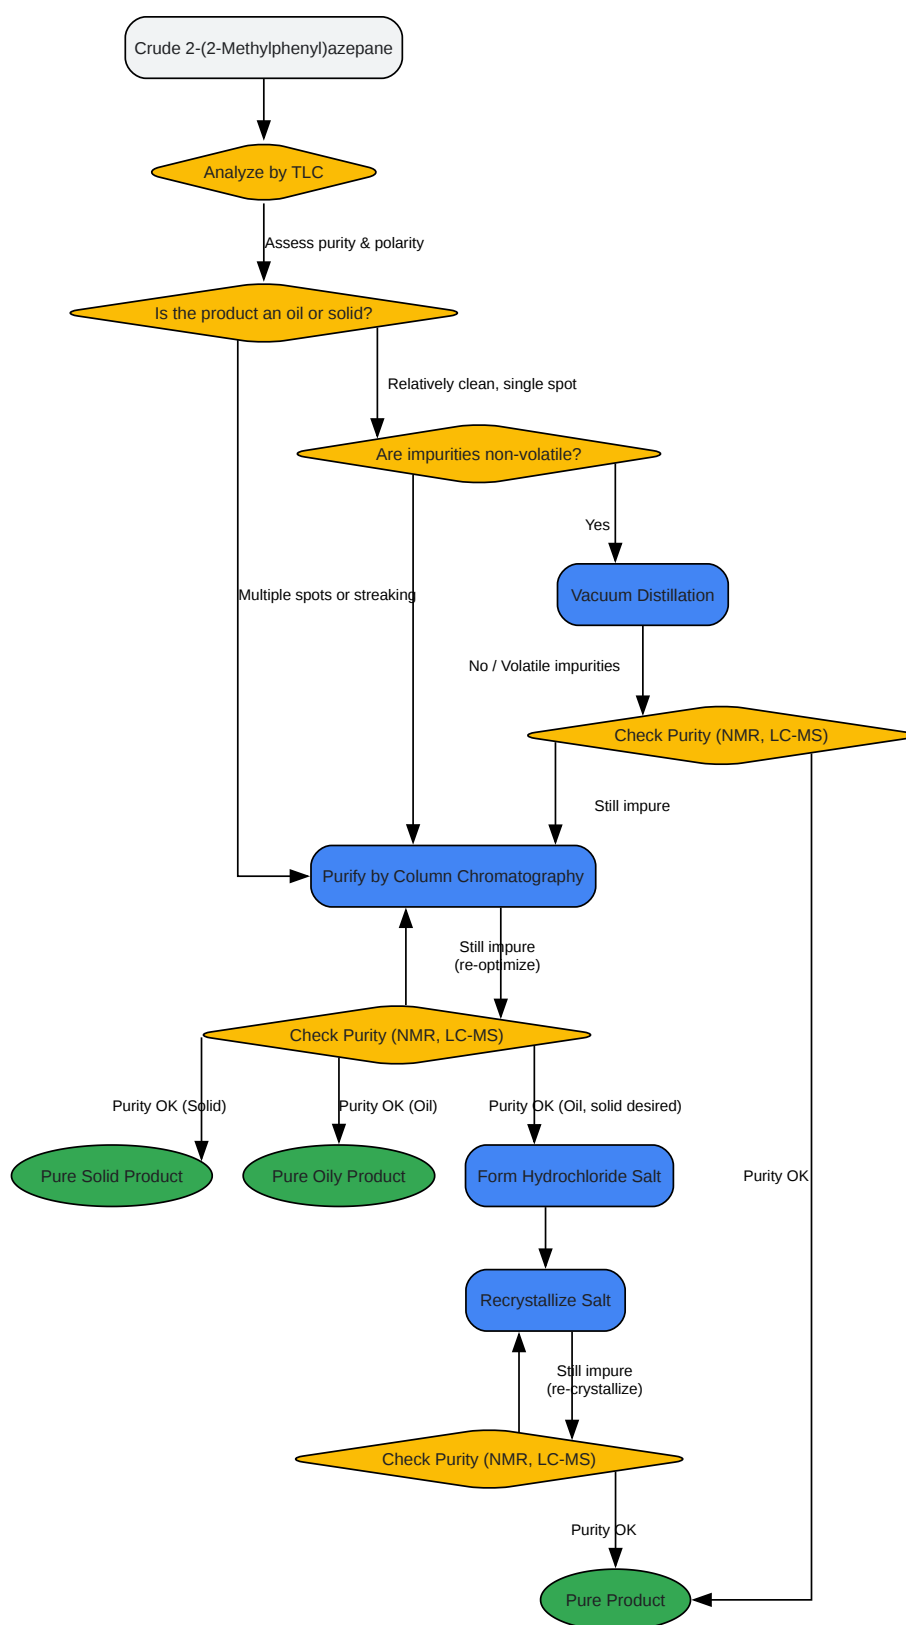 Crude 2-(2-Methylphenyl)azepane
Analyze by TLC
Assess purity & polarity
Is the product an oil or solid?
Relatively clean, single spot
Are impurities non-volatile?
Yes
Multiple spots or streaking
Vacuum Distillation
No / Volatile impurities
Check Purity (NMR, LC-MS)
Still impure
Purify by Column Chromatography
Still impure
(re-optimize)
Check Purity (NMR, LC-MS)
Purity OK (Solid)
Purity OK (Oil)
Purity OK (Oil, solid desired)
Pure Solid Product
Pure Oily Product
Form Hydrochloride Salt
Purity OK
Recrystallize Salt
Still impure
(re-crystallize)
Check Purity (NMR, LC-MS)
Purity OK
Pure Product